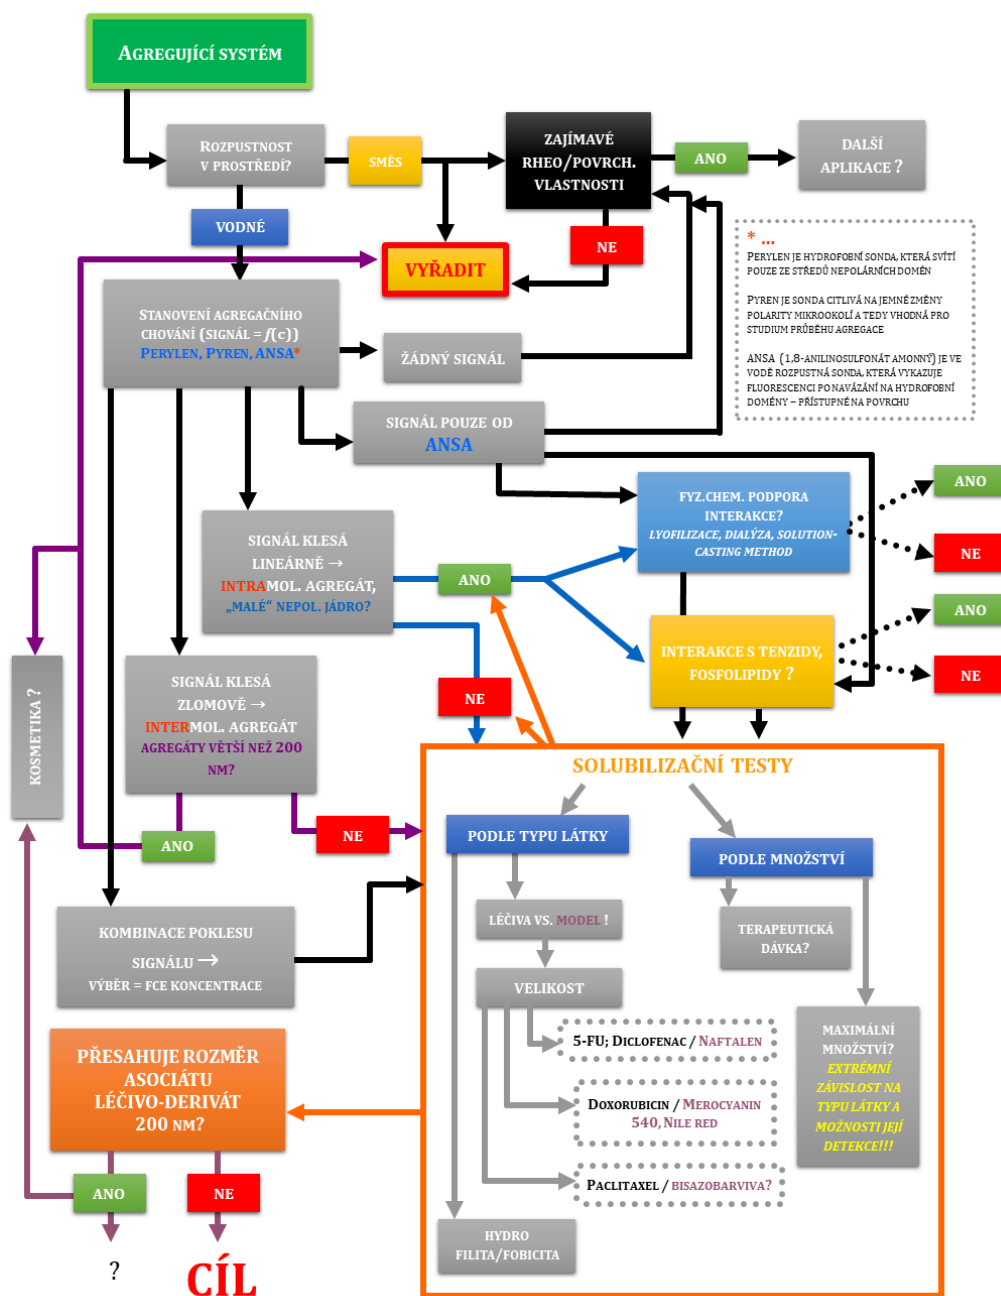 AGREGUJÍCÍ SYSTÉM
ROZPUSTNOST
V PROSTŘEDÍ?
SMĚS
ZAJÍMAVÉ
RHEO/POVRCH.
VLASTNOSTI
ANO
DALŠÍ
APLIKACE ?
VODNÉ
NE
VYŘADIT
* ...
PERYLEN JE HYDROFOBNÍ SONDA, KTERÁ SVÍTÍ
POUZE ZE STŘEDŮ NEPOLÁRNÍCH DOMÉN
PYREN JE SONDA CITLIVÁ NA JEMNÉ ZMĚNY
POLARITY MIKROOKOLÍ A TEDY VHODNÁ PRO
STUDIUM PRŮBĚHU AGREGACE
ANSA (1,8-ANILINOSULFONÁT AMONNÝ) JE VE
VODĚ ROZPUSTNÁ SONDA, KTERÁ VYKAZUJE
FLUORESCENCI PO NAVÁZÁNÍ NA HYDROFOBNÍ
DOMÉNY – PŘÍSTUPNÉ NA POVRCHU
STANOVENÍ AGREGAČNÍHO
CHOVÁNÍ (SIGNÁL = f(c))
PERYLEN, PYREN, ANSA*
ŽÁDNÝ SIGNÁL
SIGNÁL POUZE OD
ANSA
FYZ.CHEM. PODPORA
INTERAKCE?
LYOFILIZACE, DIALÝZA, SOLUTION-
CASTING METHOD
ANO
NE
SIGNÁL KLESÁ
LINEÁRNĚ →
INTRAMOL. AGREGÁT,
„MALÉ“ NEPOL. JÁDRO?
ANO
NE
INTERAKCE S TENZIDY,
FOSFOLIPIDY ?
ANO
NE
KOSMETIKA ?
SIGNÁL KLESÁ
ZLOMOVĚ →
INTERMOL. AGREGÁT
AGREGÁTY VĚTŠÍ NEŽ 200
NM?
ANO
NE
KOMBINACE POKLESU
SIGNÁLU →
VÝBĚR = FCE KONCENTRACE
SOLUBILIZAČNÍ TESTY
PODLE TYPU LÁTKY
PODLE MNOŽSTVÍ
LÉČIVA VS. MODEL !
TERAPEUTICKÁ
DÁVKA?
VELIKOST
5-FU; DICLOFENAC / NAFTALEN
DOXORUBICIN / MEROCYANIN
540, NILE RED
PACLITAXEL / BISAZOBARVIVA?
HYDRO
FILITA/FOBICITA
MAXIMÁLNÍ
MNOŽSTVÍ?
EXTRÉMNÍ
ZÁVISLOST NA
TYPU LÁTKY A
MOŽNOSTI JEJÍ
DETEKCE!!!
PŘESAHUJE ROZMĚR
ASOCIÁTU
LÉČIVO-DERIVÁT
200 NM?
ANO
NE
?
CÍL